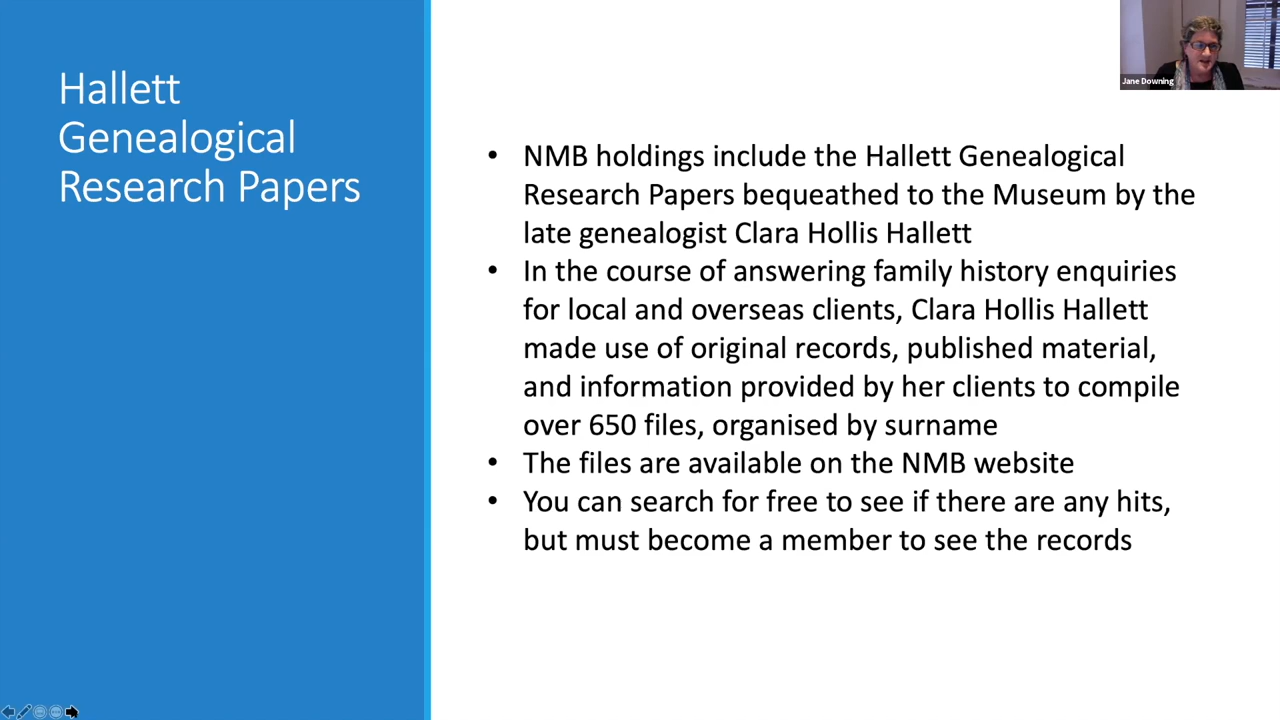 Hallett
Genealogical
Research Papers
Jane Downing
• NMB holdings include the Hallett Genealogical
Research Papers bequeathed to the Museum by the
late genealogist Clara Hollis Hallett
• In the course of answering family history enquiries
for local and overseas clients, Clara Hollis Hallett
made use of original records, published material,
and information provided by her clients to compile
over 650 files, organised by surname
• The files are available on the NMB website
• You can search for free to see if there are any hits,
but must become a member to see the records